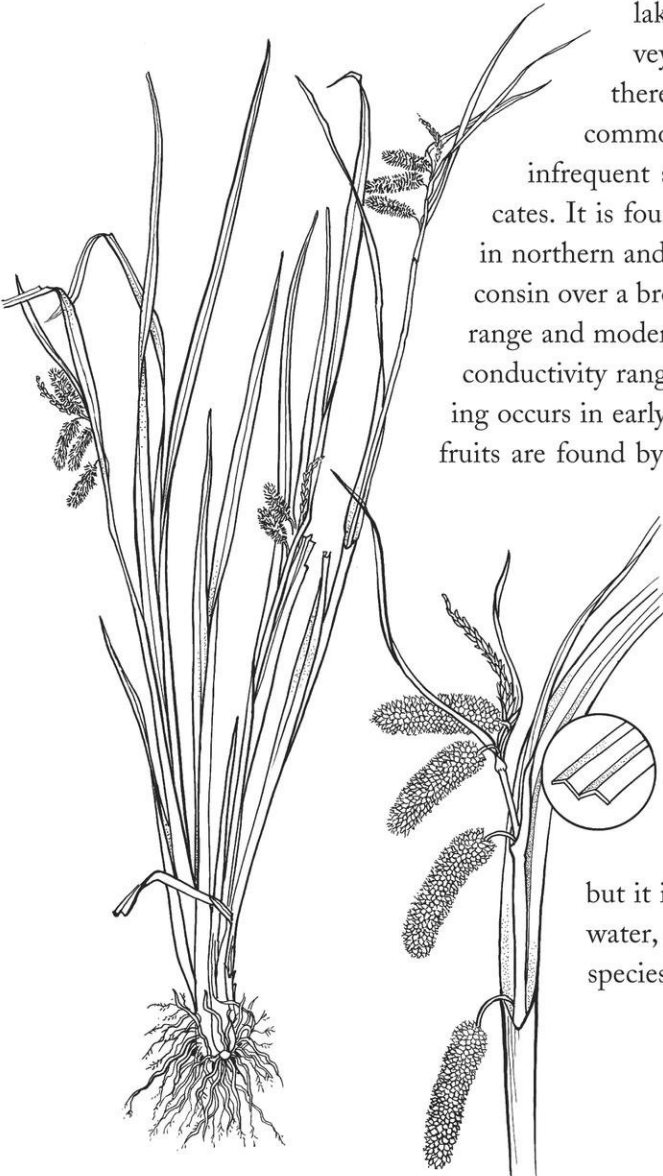 lak
vey
there
commo
infrequent s
cates. It is fou
in northern and
consin over a bro
range and moder
conductivity rang
ing occurs in early
fruits are found by
but it i
water,
species